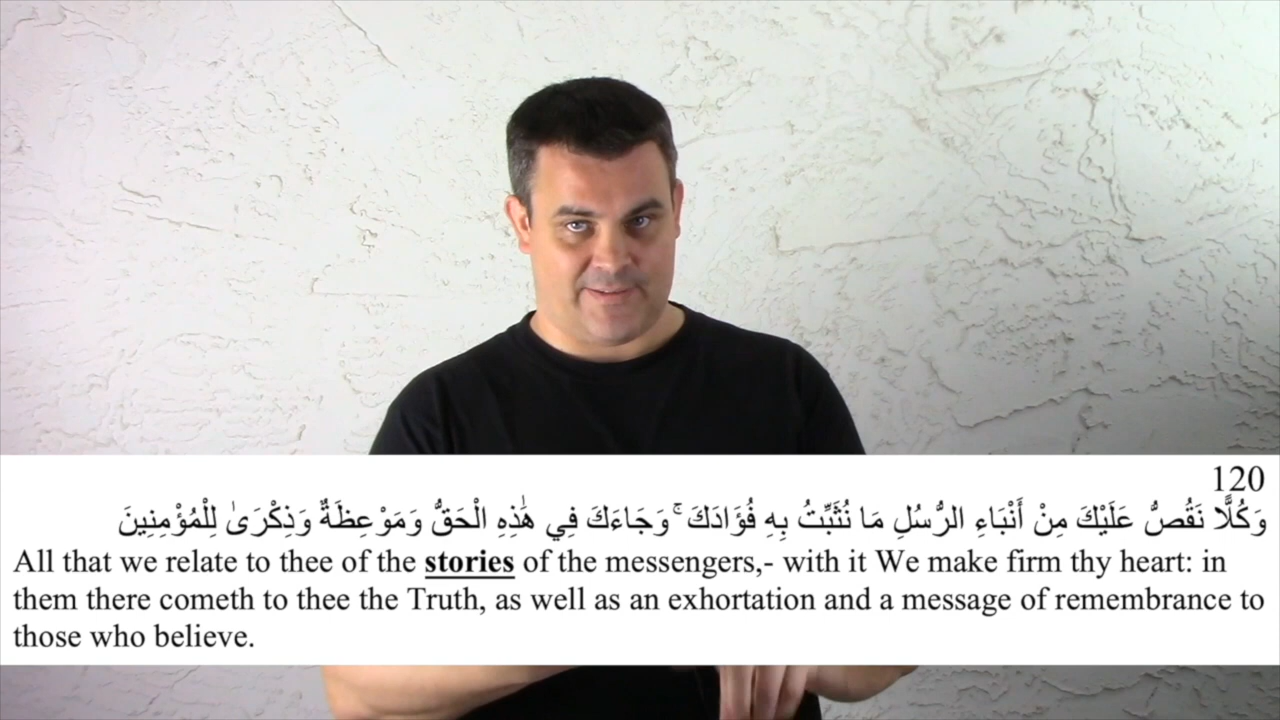 120
وَكُلًّا نَقُصُّ عَلَيْكَ مِنْ أَنْبَاءِ الرُّسُلِ مَا نُثَبِّتُ بِهِ فُؤَادَكَ ۚ وَجَاءَكَ فِي هَٰذِهِ الْحَقُّ وَمَوْعِظَةٌ وَذِكْرَىٰ لِلْمُؤْمِنِينَ
All that we relate to thee of the stories of the messengers,- with it We make firm thy heart: in
them there cometh to thee the Truth, as well as an exhortation and a message of remembrance to
those who believe.